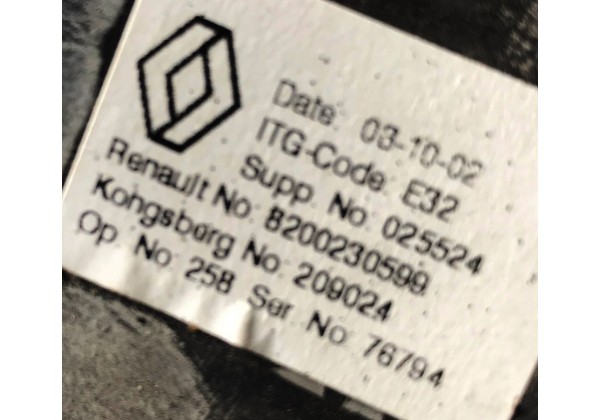 Date: 03-10-02
ITG-Code: E32
Supp. No: 025524
Renault No: 8200230599
Kongsberg No: 209024
Op. No: 258 Ser. No: 76794